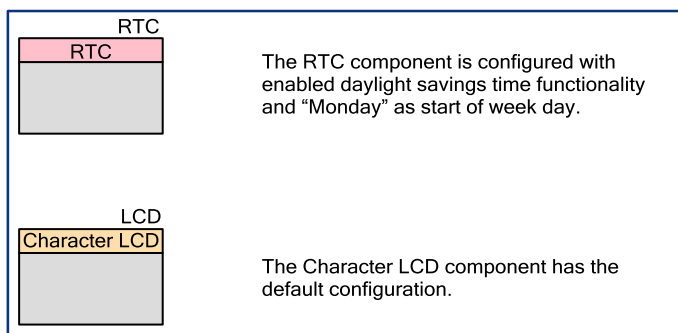 RTC
RTC
The RTC component is configured with
enabled daylight savings time functionality
and “Monday” as start of week day.
LCD
Character LCD
The Character LCD component has the
default configuration.